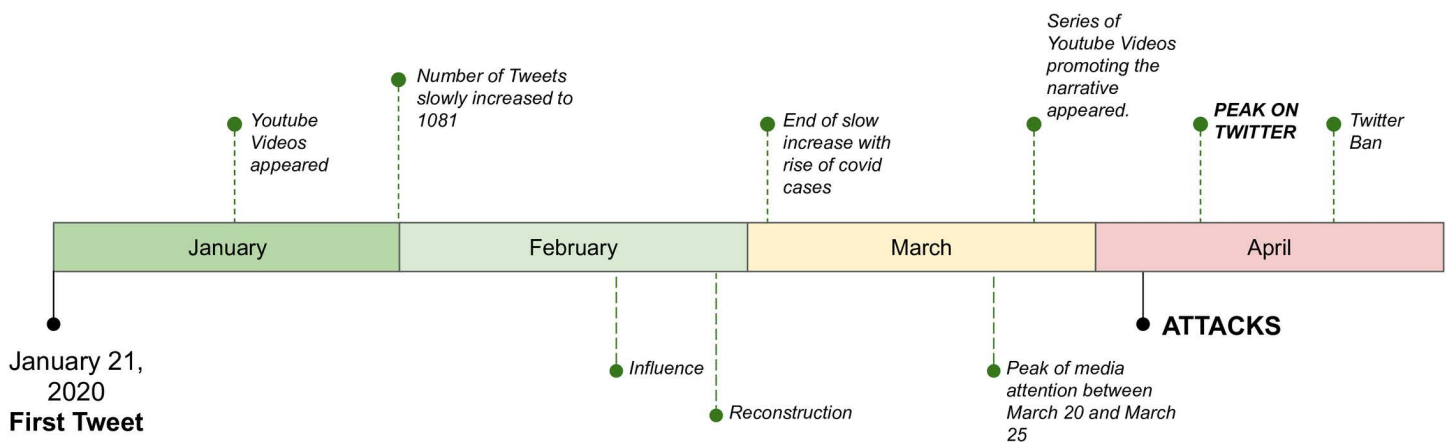 Youtube
Videos
appeared
Number of Tweets
slowly increased to
1081
End of slow
increase with
rise of covid
cases
Series of
Youtube Videos
promoting the
narrative
appeared.
PEAK ON
TWITTER
Twitter
Ban
January
February
March
April
January 21,
2020
First Tweet
Influence
Reconstruction
Peak of media
attention between
March 20 and March
25
ATTACKS